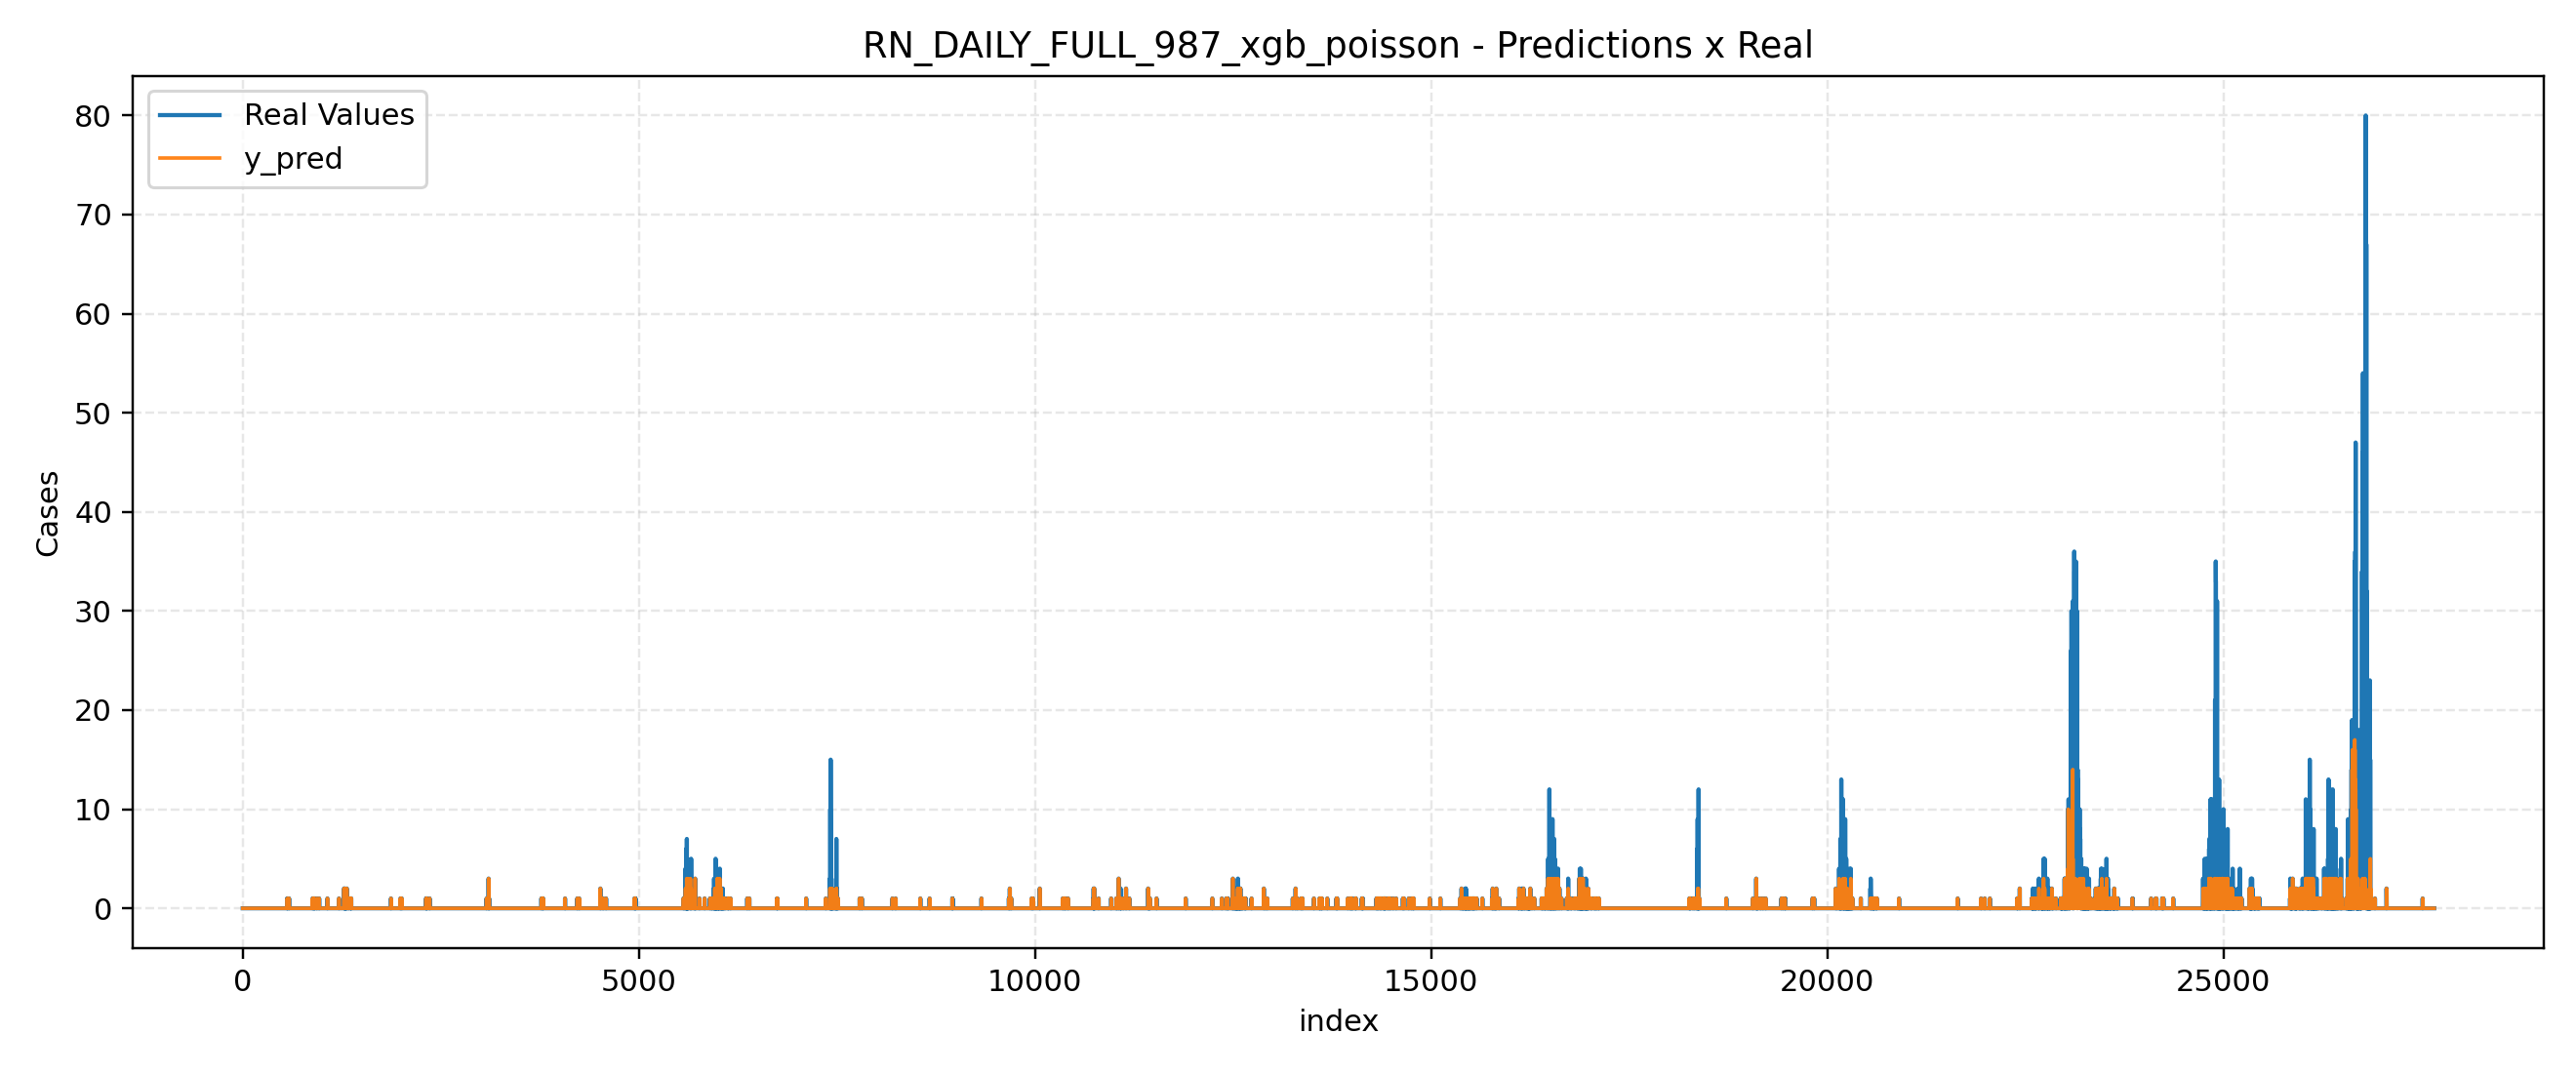 RN_DAILY_FULL_987_xgb_poisson - Predictions x Real
Real Values
y_pred
80
70
60
50
40
30
20
10
0
Cases
0 5000 10000 15000 20000 25000
index